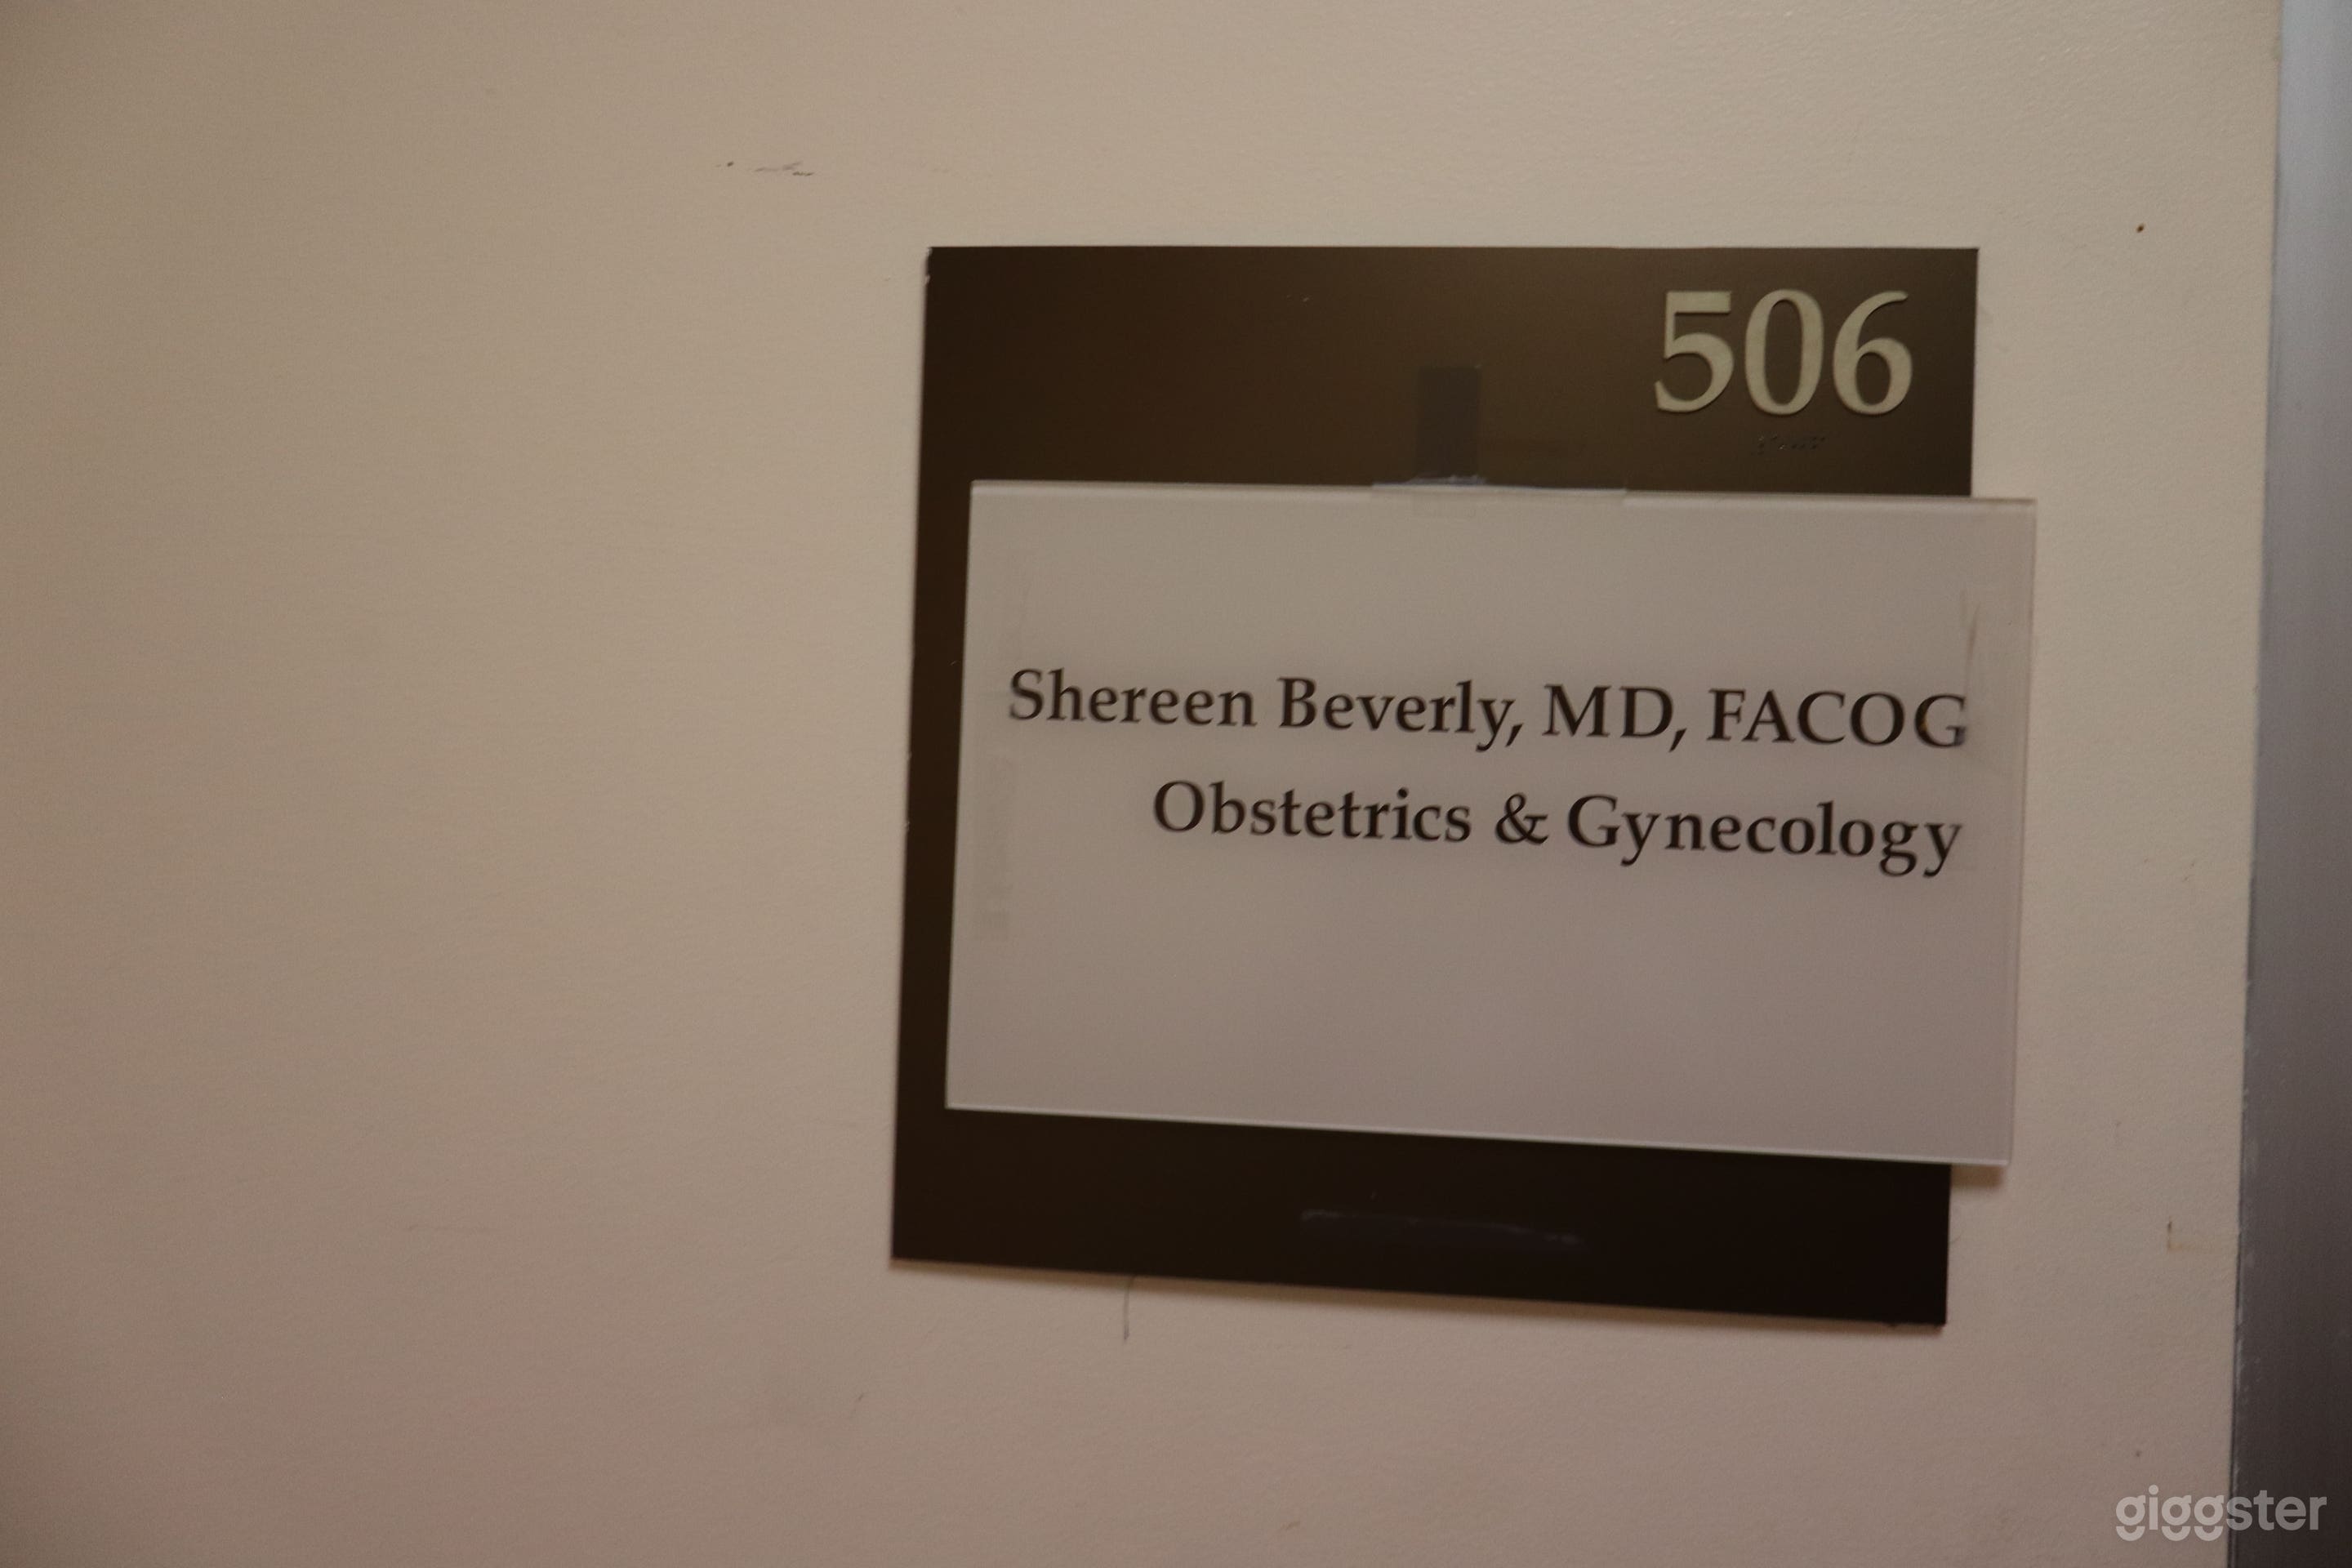 506
Shereen Beverly, MD, FACOG
Obstetrics & Gynecology
giggster